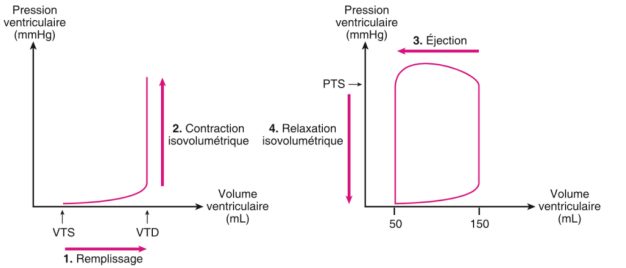 Pression
ventriculaire
(mmHg)
2. Contraction
isovolumétrique
Volume
ventriculaire
(mL)
VTS
VTD
1. Remplissage
Pression
ventriculaire
(mmHg)
3. Éjection
PTS
4. Relaxation
isovolumétrique
Volume
ventriculaire
(mL)
50
150